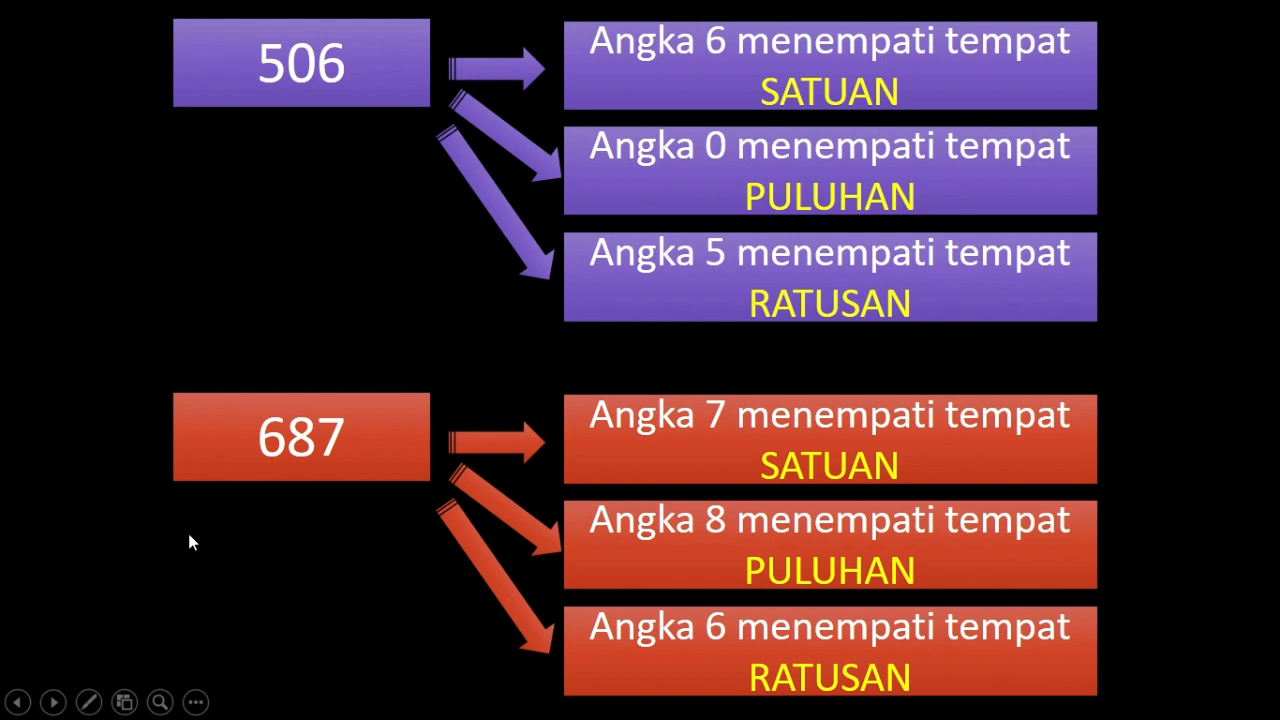 506
Angka 6 menempati tempat
SATUAN
Angka 0 menempati tempat
PULUHAN
Angka 5 menempati tempat
RATUSAN
687
Angka 7 menempati tempat
SATUAN
Angka 8 menempati tempat
PULUHAN
Angka 6 menempati tempat
RATUSAN